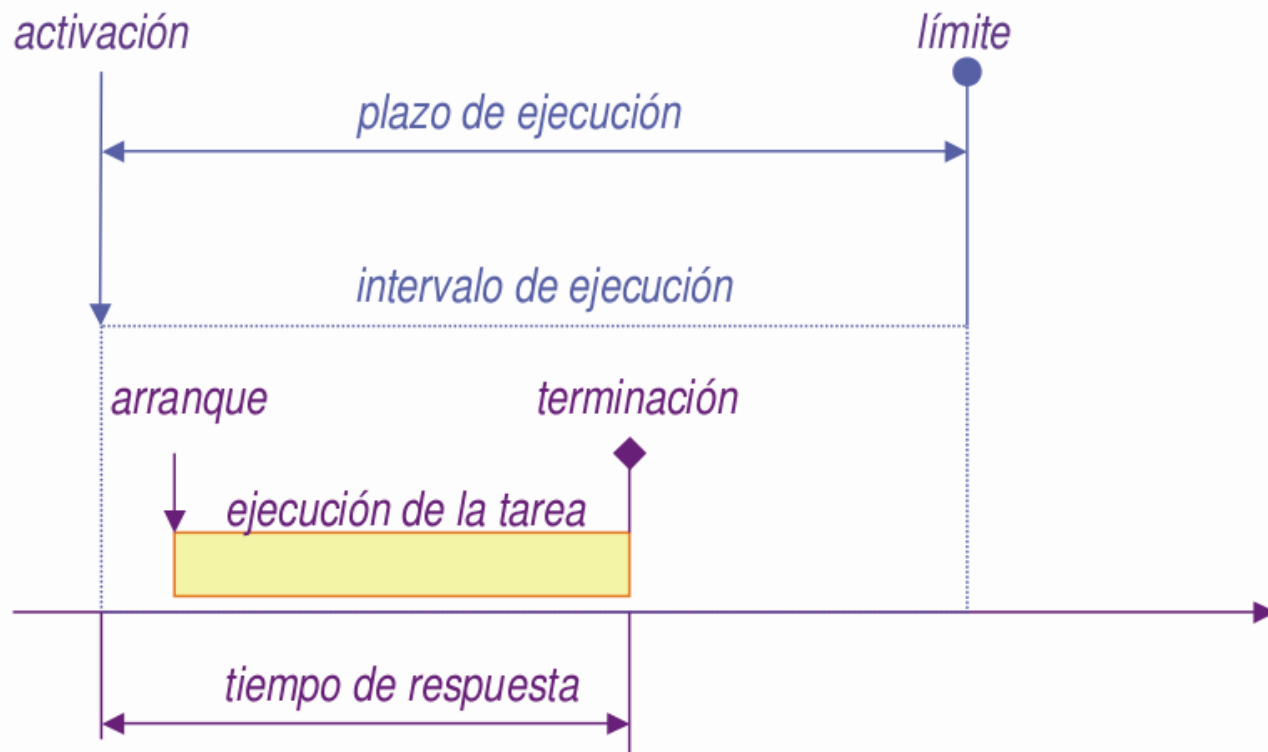 activación
límite
plazo de ejecución
intervalo de ejecución
arranque
terminación
ejecución de la tarea
tiempo de respuesta